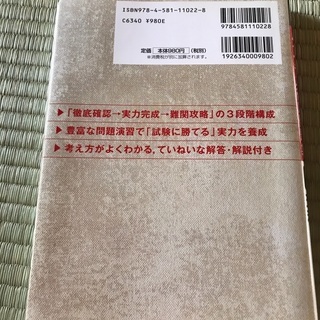 ISBN978-4-581-11022-8
C6340 ¥980E
定価 本体980円 (税別)
※消費税が別に加算されます
9784581110228
1926340009802
▶「徹底確認→実力完成→難関攻略」の3段階構成
▶豊富な問題演習で「試験に勝てる」実力を養成
▶考え方がよくわかる,ていねいな解答・解説付き